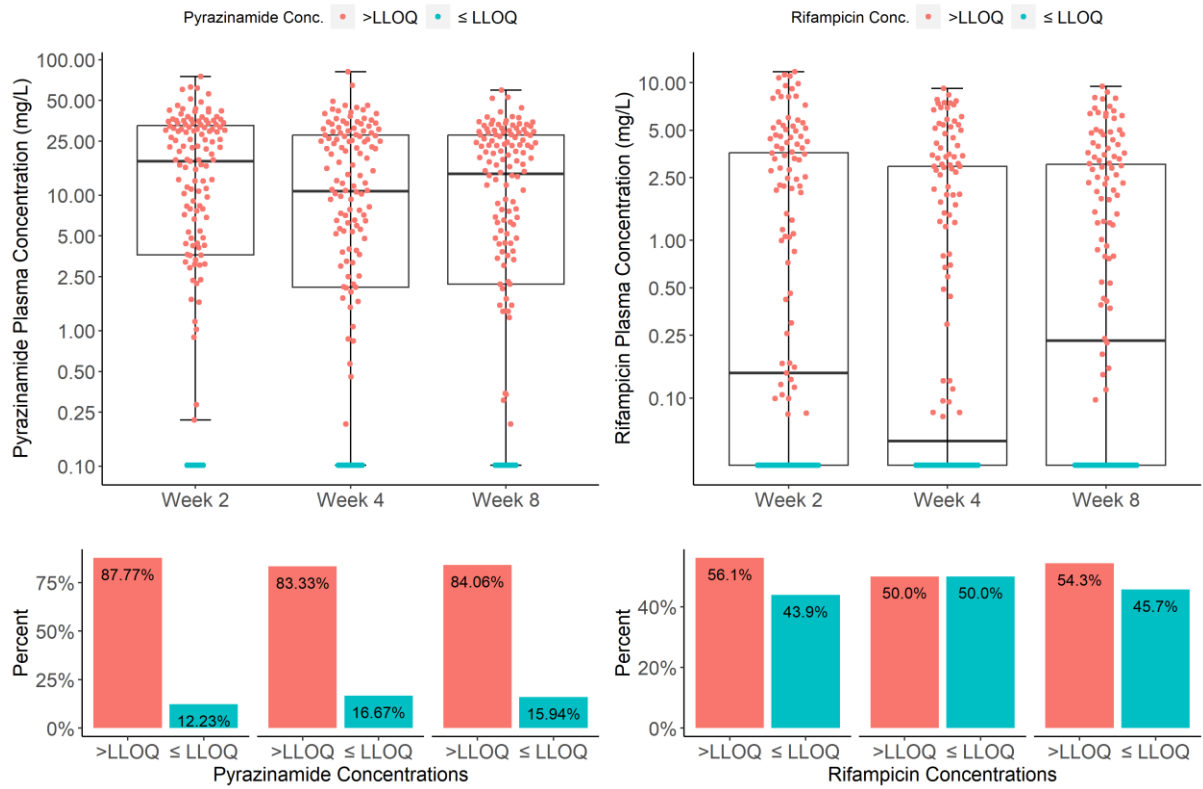 Pyrazinamide Conc. >LLOQ ≤ LLOQ
Pyrazinamide Plasma Concentration (mg/L)
100.00
50.00
25.00
10.00
5.00
2.50
1.00
0.50
0.25
0.10
Week 2 Week 4 Week 8
Rifampicin Conc. >LLOQ ≤ LLOQ
Rifampicin Plasma Concentration (mg/L)
10.00
5.00
2.50
1.00
0.50
0.25
0.10
Week 2 Week 4 Week 8
Percent
75%
50%
25%
0%
87.77% 12.23% 83.33% 16.67% 84.06% 15.94%
>LLOQ ≤ LLOQ >LLOQ ≤ LLOQ >LLOQ ≤ LLOQ
Pyrazinamide Concentrations
Percent
40%
20%
0%
56.1% 43.9% 50.0% 50.0% 54.3% 45.7%
>LLOQ ≤ LLOQ >LLOQ ≤ LLOQ >LLOQ ≤ LLOQ
Rifampicin Concentrations